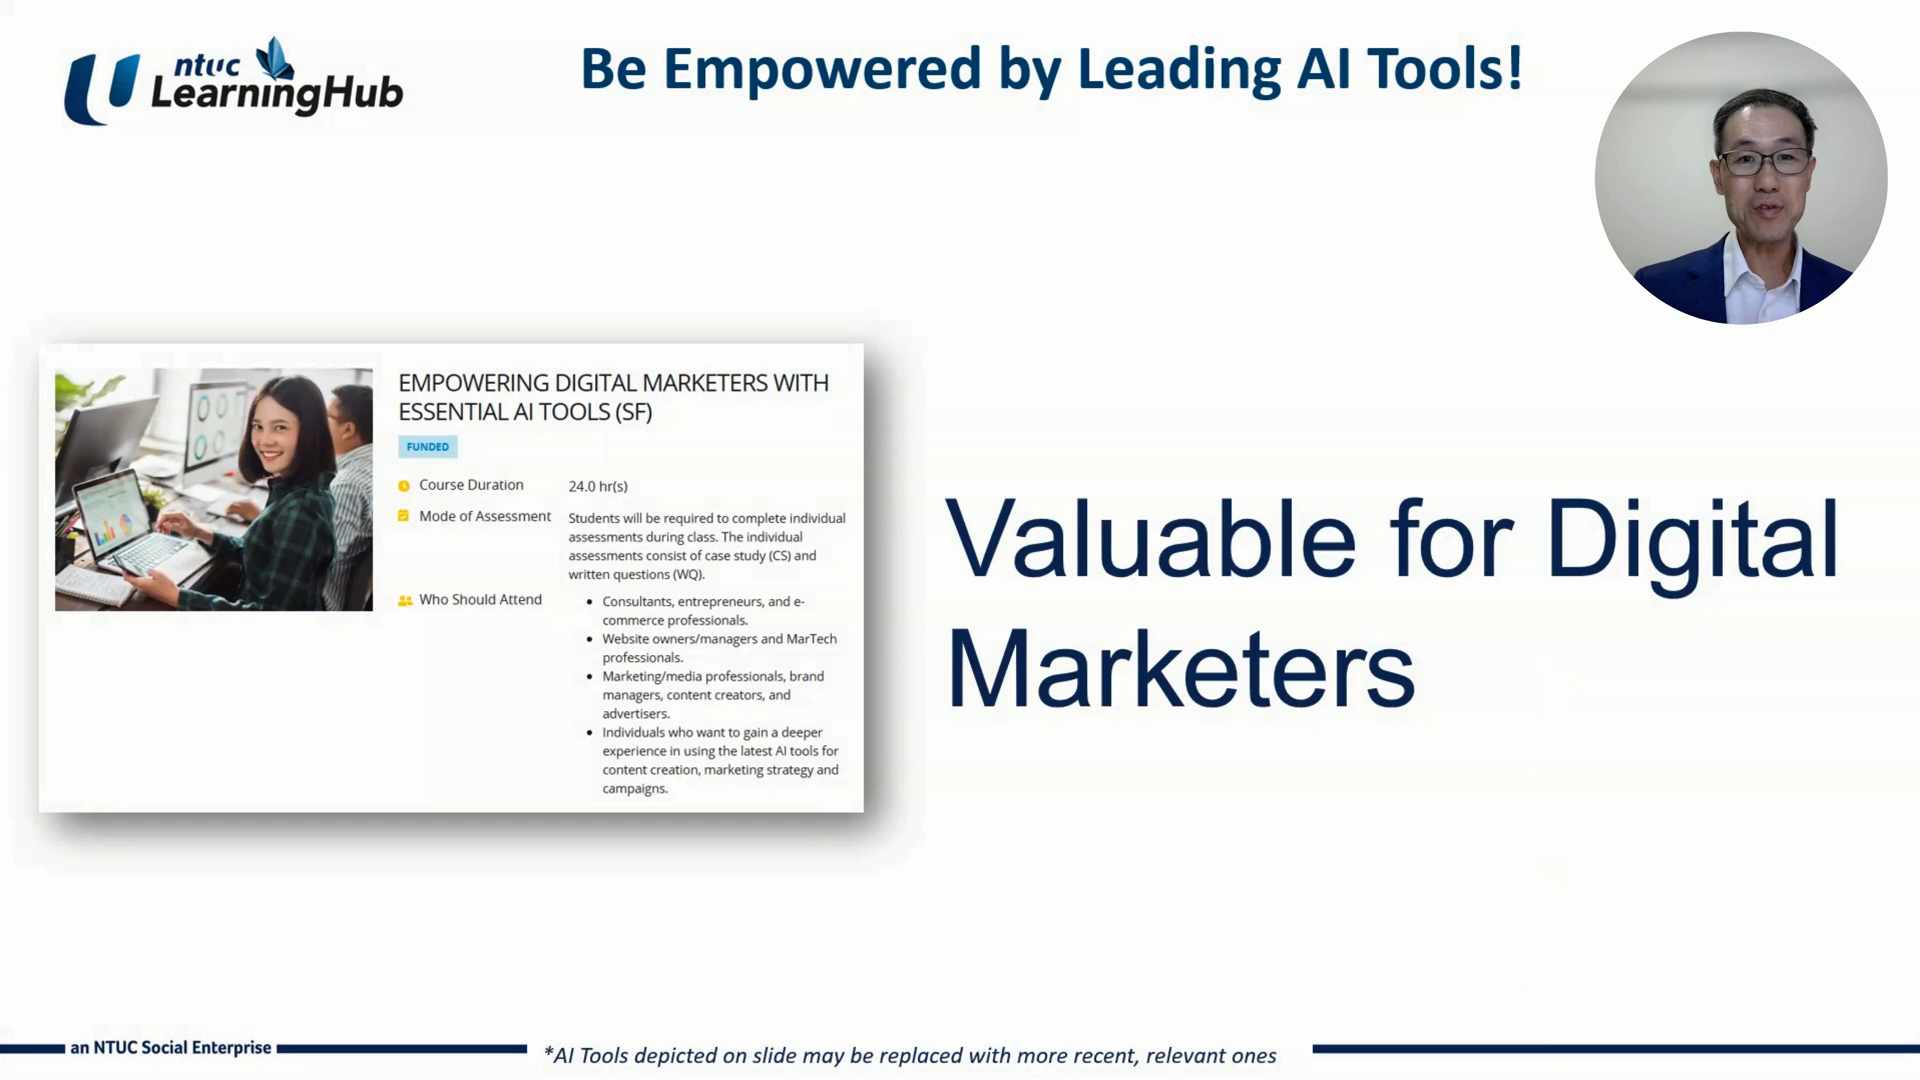 ntuc
LearningHub
Be Empowered by Leading AI Tools!
EMPOWERING DIGITAL MARKETERS WITH
ESSENTIAL AI TOOLS (SF)
FUNDED
Course Duration
24.0 hr(s)
Mode of Assessment
Students will be required to complete individual
assessments during class. The individual
assessments consist of case study (CS) and
written questions (WQ).
Who Should Attend
• Consultants, entrepreneurs, and e-
commerce professionals.
• Website owners/managers and MarTech
professionals.
• Marketing/media professionals, brand
managers, content creators, and
advertisers.
• Individuals who want to gain a deeper
experience in using the latest AI tools for
content creation, marketing strategy and
campaigns.
Valuable for Digital
Marketers
an NTUC Social Enterprise
*AI Tools depicted on slide may be replaced with more recent, relevant ones